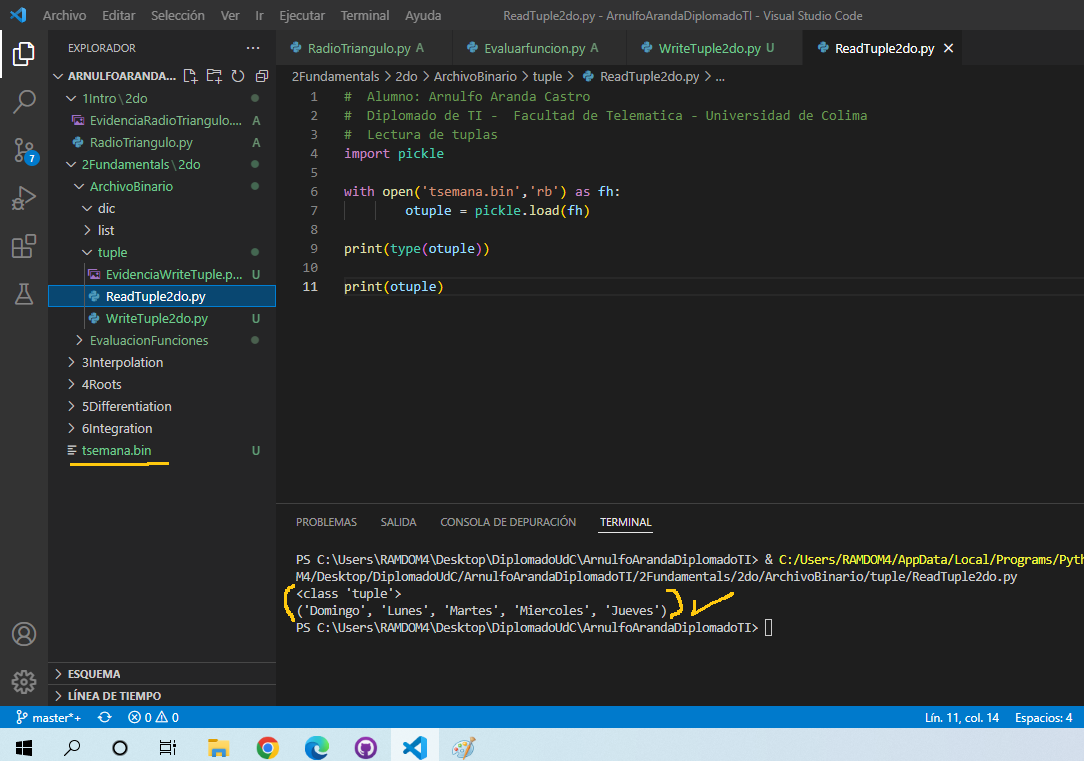 Archivo Editar Selección Ver Ir Ejecutar Terminal Ayuda ReadTuple2do.py - ArnulfoArandaDiplomadoTI - Visual Studio Code
EXPLORADOR ...
ARNULFOARANDA...
1Intro\2do
EvidenciaRadioTriangulo.... A
RadioTriangulo.py A
2Fundamentals\2do
ArchivoBinario
dic
list
tuple
EvidenciaWriteTuple.p... U
ReadTuple2do.py
WriteTuple2do.py U
EvaluacionFunciones
3Interpolation
4Roots
5Differentiation
6Integration
tsemana.bin U
7
ESQUEMA
LÍNEA DE TIEMPO
RadioTriangulo.py A Evaluarfuncion.py A WriteTuple2do.py U ReadTuple2do.py
2Fundamentals > 2do > ArchivoBinario > tuple > ReadTuple2do.py > ...
1 # Alumno: Arnulfo Aranda Castro
2 # Diplomado de TI - Facultad de Telematica - Universidad de Colima
3 # Lectura de tuplas
4 import pickle
5
6 with open('tsemana.bin','rb') as fh:
7 otuple = pickle.load(fh)
8
9 print(type(otuple))
10
11 print(otuple)
PROBLEMAS SALIDA CONSOLA DE DEPURACIÓN TERMINAL
PS C:\Users\RAMDOM4\Desktop\DiplomadoUdC\ArnulfoArandaDiplomadoTI> & C:/Users/RAMDOM4/AppData/Local/Programs/Pyth
M4/Desktop/DiplomadoUdC/ArnulfoArandaDiplomadoTI/2Fundamentals/2do/ArchivoBinario/tuple/ReadTuple2do.py
<class 'tuple'>
('Domingo', 'Lunes', 'Martes', 'Miercoles', 'Jueves')
PS C:\Users\RAMDOM4\Desktop\DiplomadoUdC\ArnulfoArandaDiplomadoTI>
master*+ 0 0 Lín. 11, col. 14 Espacios: 4